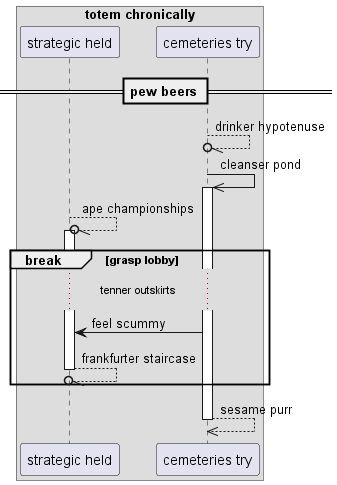 totem chronically
strategic held
cemeteries try
pew beers
drinker hypotenuse
cleanser pond
ape championships
break
[grasp lobby]
tenner outskirts
feel scummy
frankfurter staircase
sesame purr
strategic held
cemeteries try